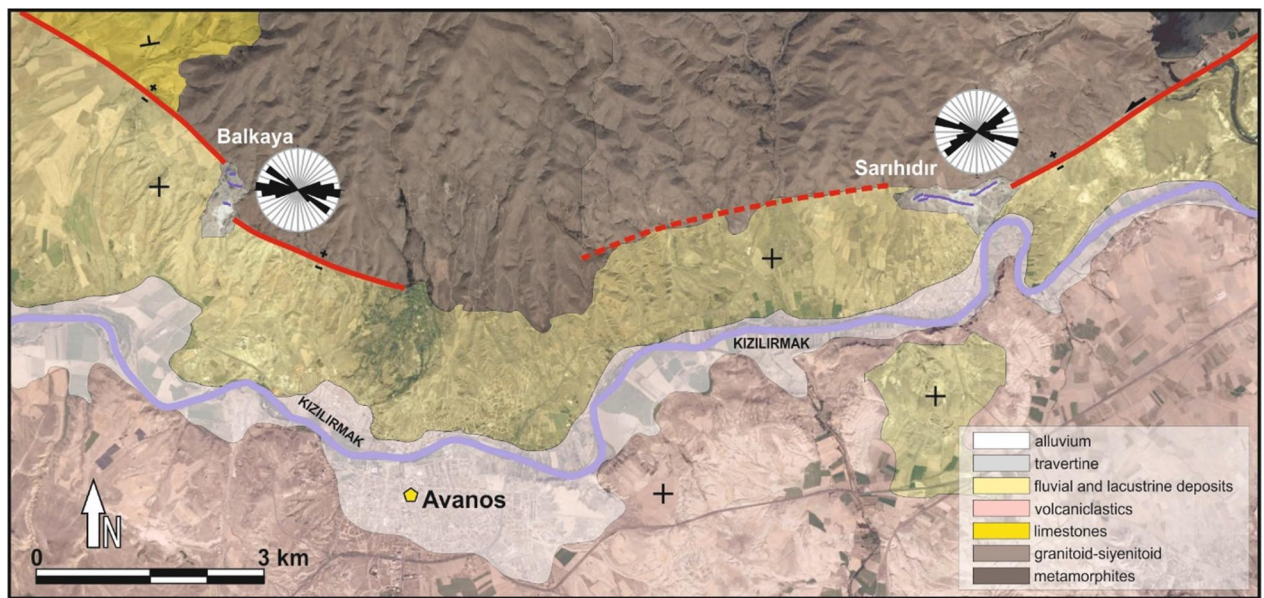 Balkaya
Sarıhıdır
KIZILIRMAK
KIZILIRMAK
Avanos
N
0 3 km
alluvium
travertine
fluvial and lacustrine deposits
volcaniclastics
limestones
granitoid-siyenitoid
metamorphites